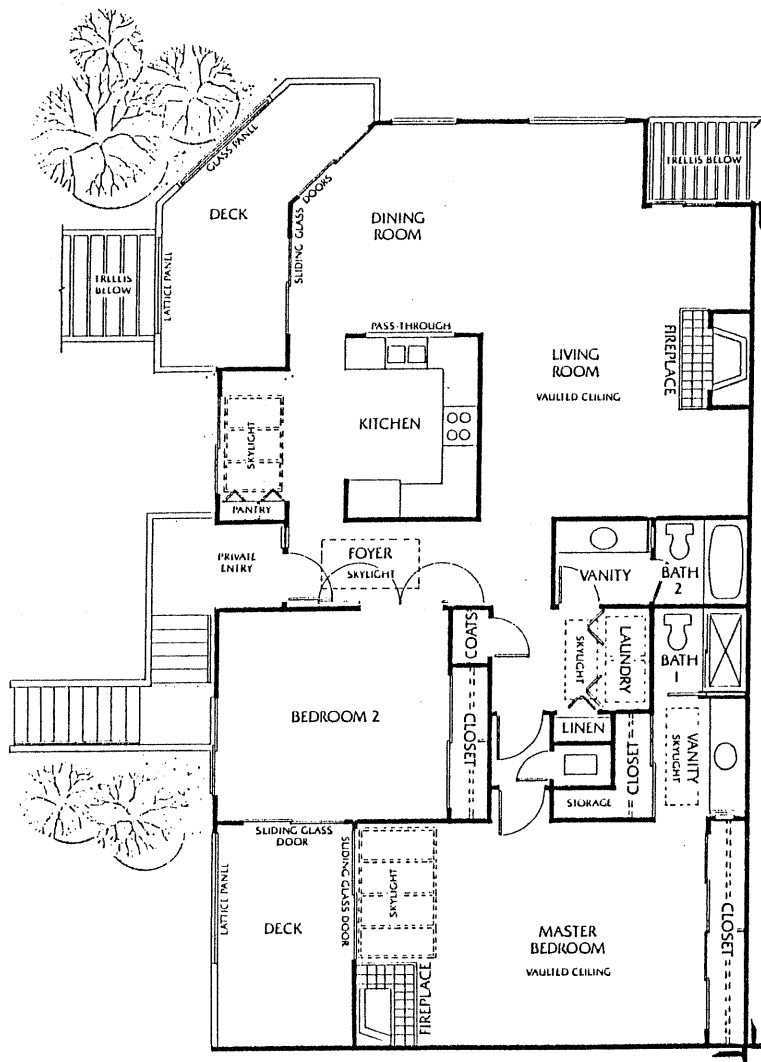 GLASS PANEL
TRELLIS BELOW
DECK
SLIDING GLASS DOORS
DINING
ROOM
TRELLIS
BELOW
LATTICE PANEL
PASS-THROUGH
LIVING
ROOM
VAULTED CEILING
FIREPLACE
KITCHEN
SKYLIGHT
PANTRY
PRIVATE
ENTRY
FOYER
SKYLIGHT
VANITY
BATH
2
COATS
SKYLIGHT
LAUNDRY
BATH
1
BEDROOM 2
CLOSET
LINEN
CLOSET
VANITY
SKYLIGHT
STORAGE
SLIDING GLASS
DOOR
LATTICE PANEL
SLIDING GLASS DOOR
SKYLIGHT
DECK
MASTER
BEDROOM
VAULTED CEILING
CLOSET
FIREPLACE